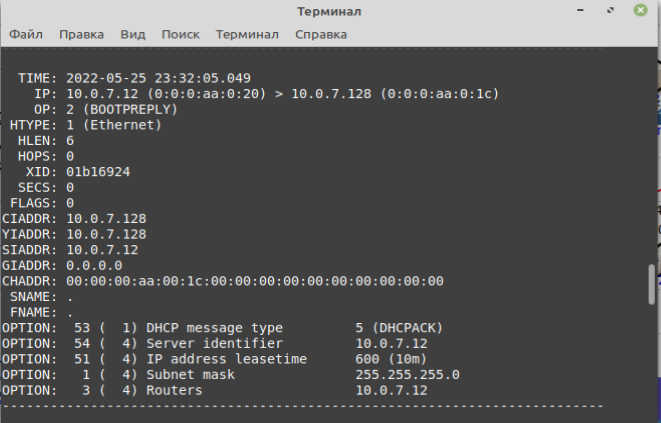 Терминал
Файл Правка Вид Поиск Терминал Справка
TIME: 2022-05-25 23:32:05.049
IP: 10.0.7.12 (0:0:0:aa:0:20) > 10.0.7.128 (0:0:0:aa:0:1c)
OP: 2 (BOOTPREPLY)
HTYPE: 1 (Ethernet)
HLEN: 6
HOPS: 0
XID: 01b16924
SECS: 0
FLAGS: 0
CIADDR: 10.0.7.128
YIADDR: 10.0.7.128
SIADDR: 10.0.7.12
GIADDR: 0.0.0.0
CHADDR: 00:00:00:aa:00:1c:00:00:00:00:00:00:00:00:00:00
SNAME: .
FNAME: .
OPTION: 53 ( 1) DHCP message type 5 (DHCPACK)
OPTION: 54 ( 4) Server identifier 10.0.7.12
OPTION: 51 ( 4) IP address leasetime 600 (10m)
OPTION: 1 ( 4) Subnet mask 255.255.255.0
OPTION: 3 ( 4) Routers 10.0.7.12
---------------------------------------------------------------------------